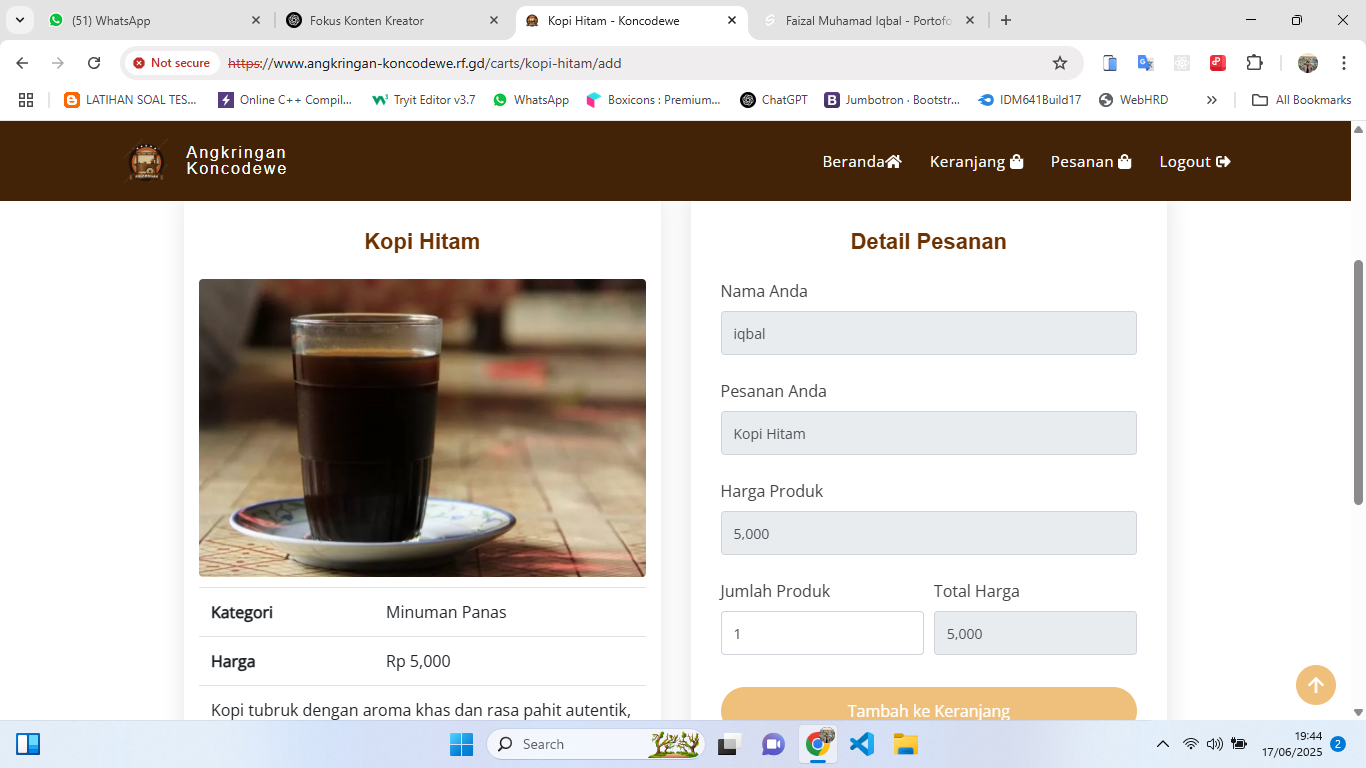 (51) WhatsApp
Fokus Konten Kreator
Kopi Hitam - Koncodewe
Faizal Muhamad Iqbal - Portofo
Not secure
https://www.angkringan-koncodewe.rf.gd/carts/kopi-hitam/add
LATIHAN SOAL TES...
Online C++ Compil...
Tryit Editor v3.7
WhatsApp
Boxicons : Premium...
ChatGPT
Jumbotron · Bootstr...
IDM641Build17
WebHRD
All Bookmarks
Angkringan
Koncodewe
Beranda
Keranjang
Pesanan
Logout
Kopi Hitam
Kategori Minuman Panas
Harga Rp 5,000
Kopi tubruk dengan aroma khas dan rasa pahit autentik,
Detail Pesanan
Nama Anda
iqbal
Pesanan Anda
Kopi Hitam
Harga Produk
5,000
Jumlah Produk Total Harga
1 5,000
Tambah ke Keranjang
Search
19:44
17/06/2025
2